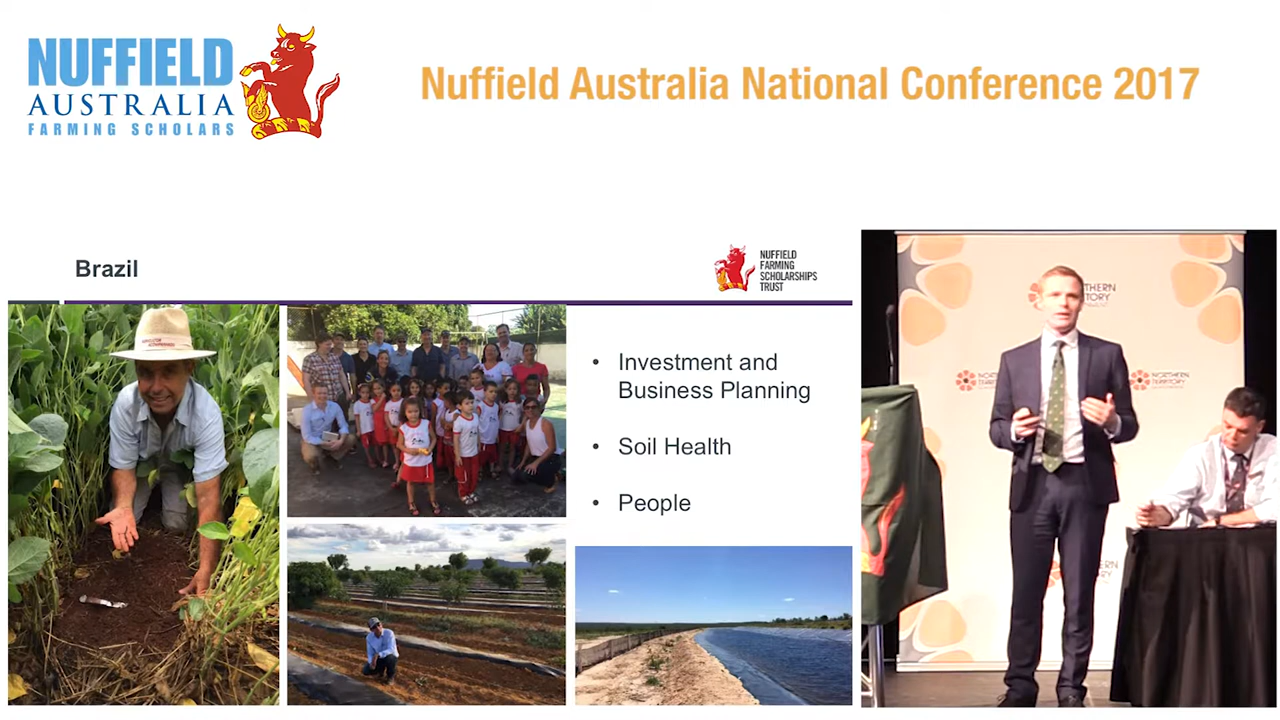 NUFFIELD
AUSTRALIA
FARMING SCHOLARS
Nuffield Australia National Conference 2017
Brazil
NUFFIELD
FARMING
SCHOLARSHIPS
TRUST
• Investment and
Business Planning
• Soil Health
• People
NORTHERN
TERRITORY